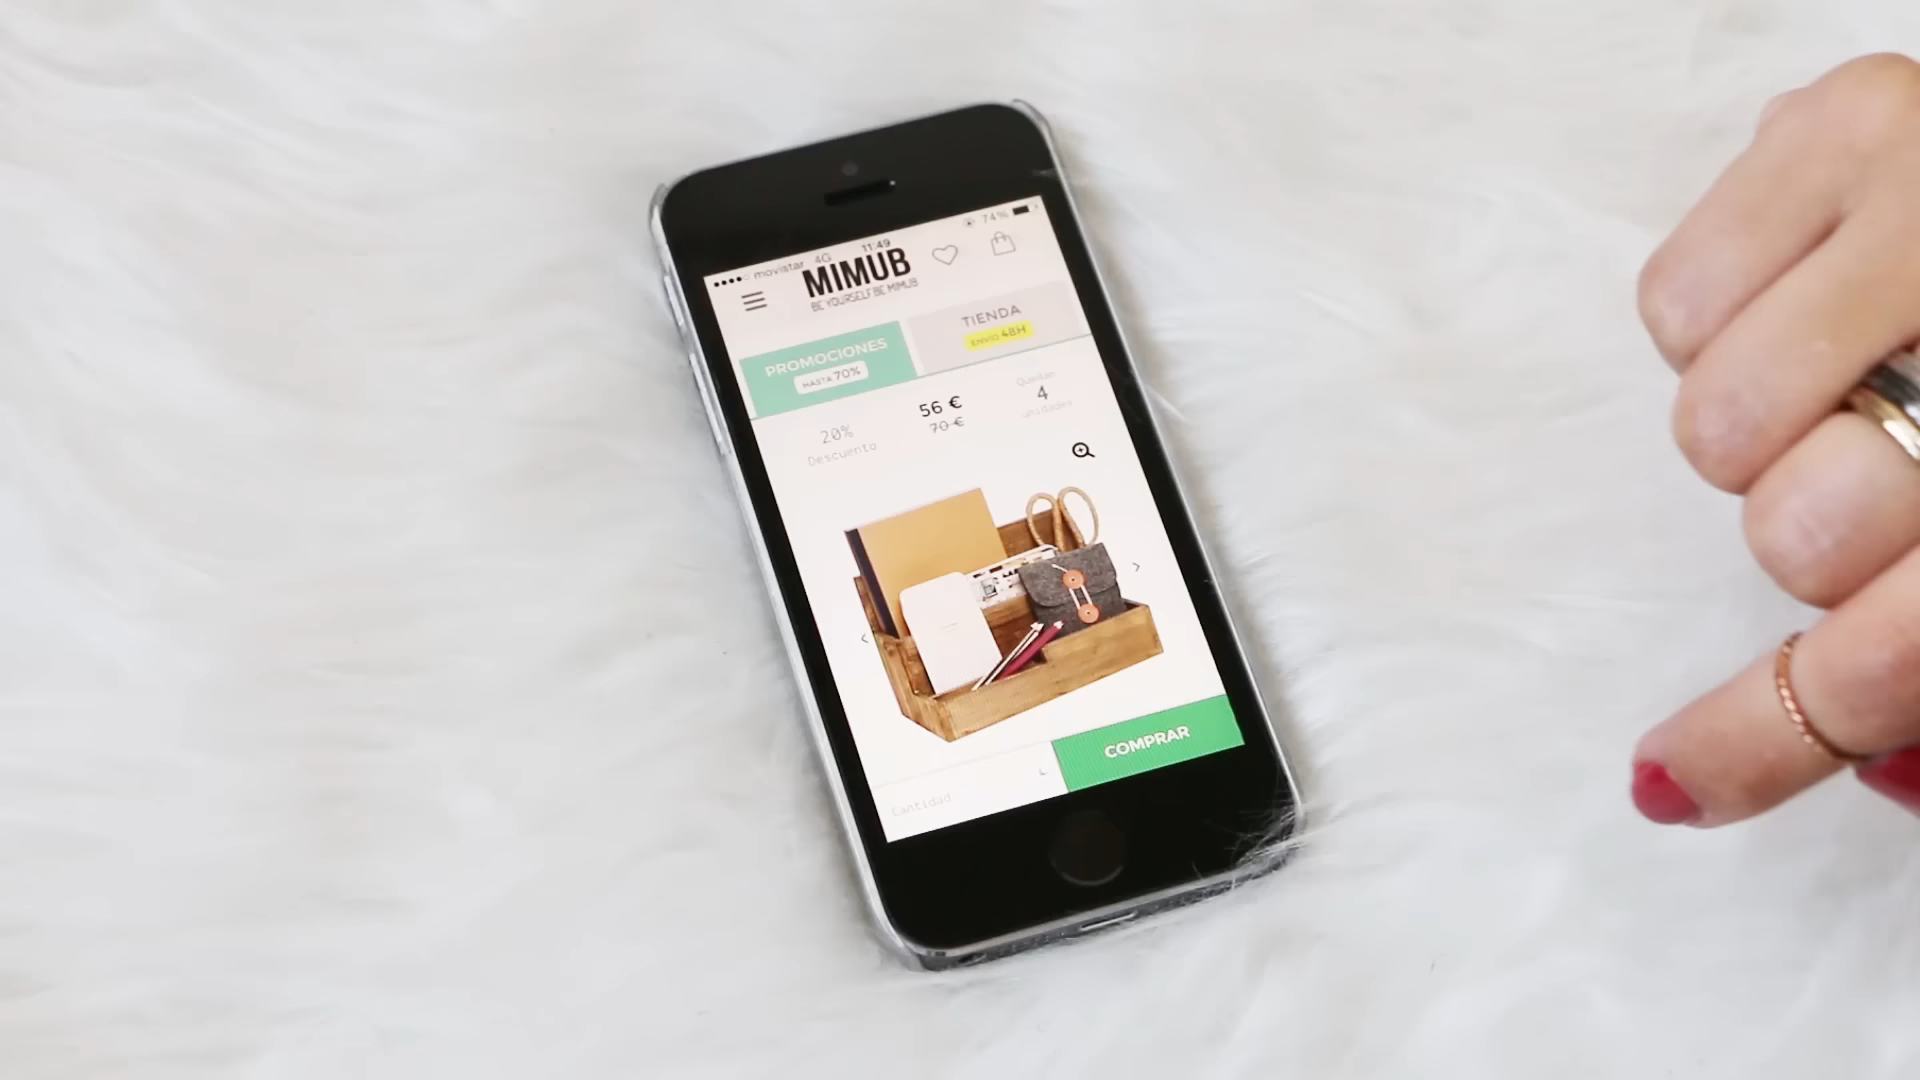 movistar 4G 11:49 74%
MIMUB
BE YOURSELF BE MIMUB
PROMOCIONES
HASTA 70%
TIENDA
ENVÍO 48H
20%
Descuento
56 €
70 €
Quedan
4
unidades
Cantidad
COMPRAR